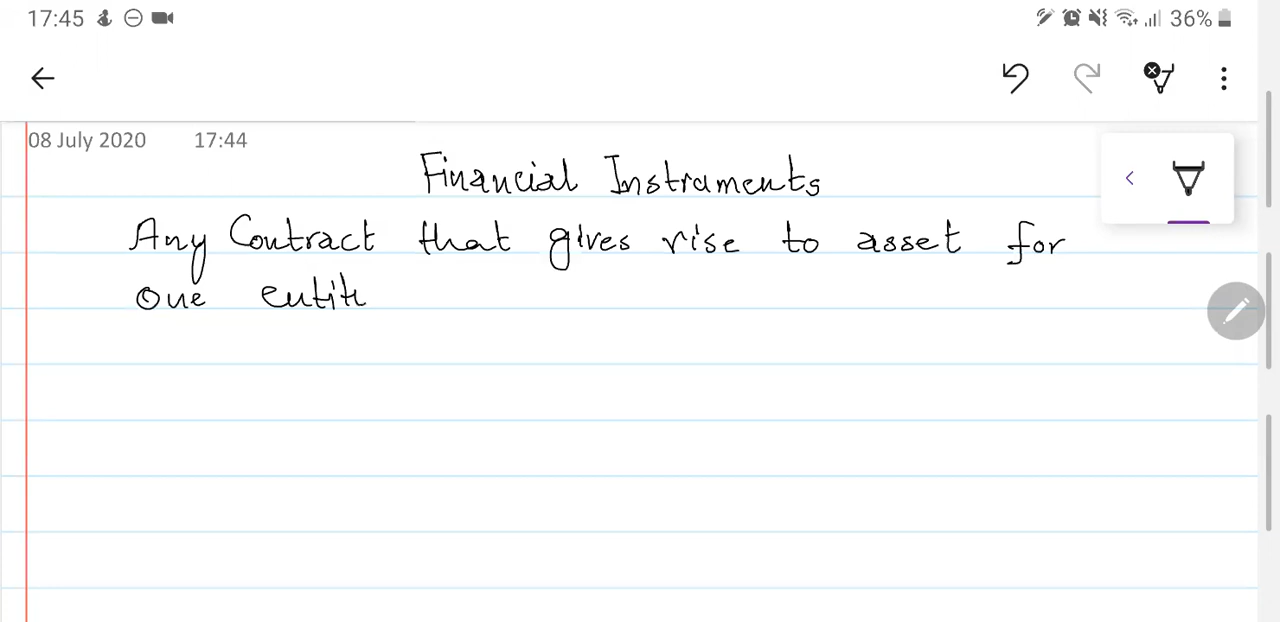 17:45 36%
08 July 2020 17:44
Financial Instruments
Any Contract that gives rise to asset for
one entit